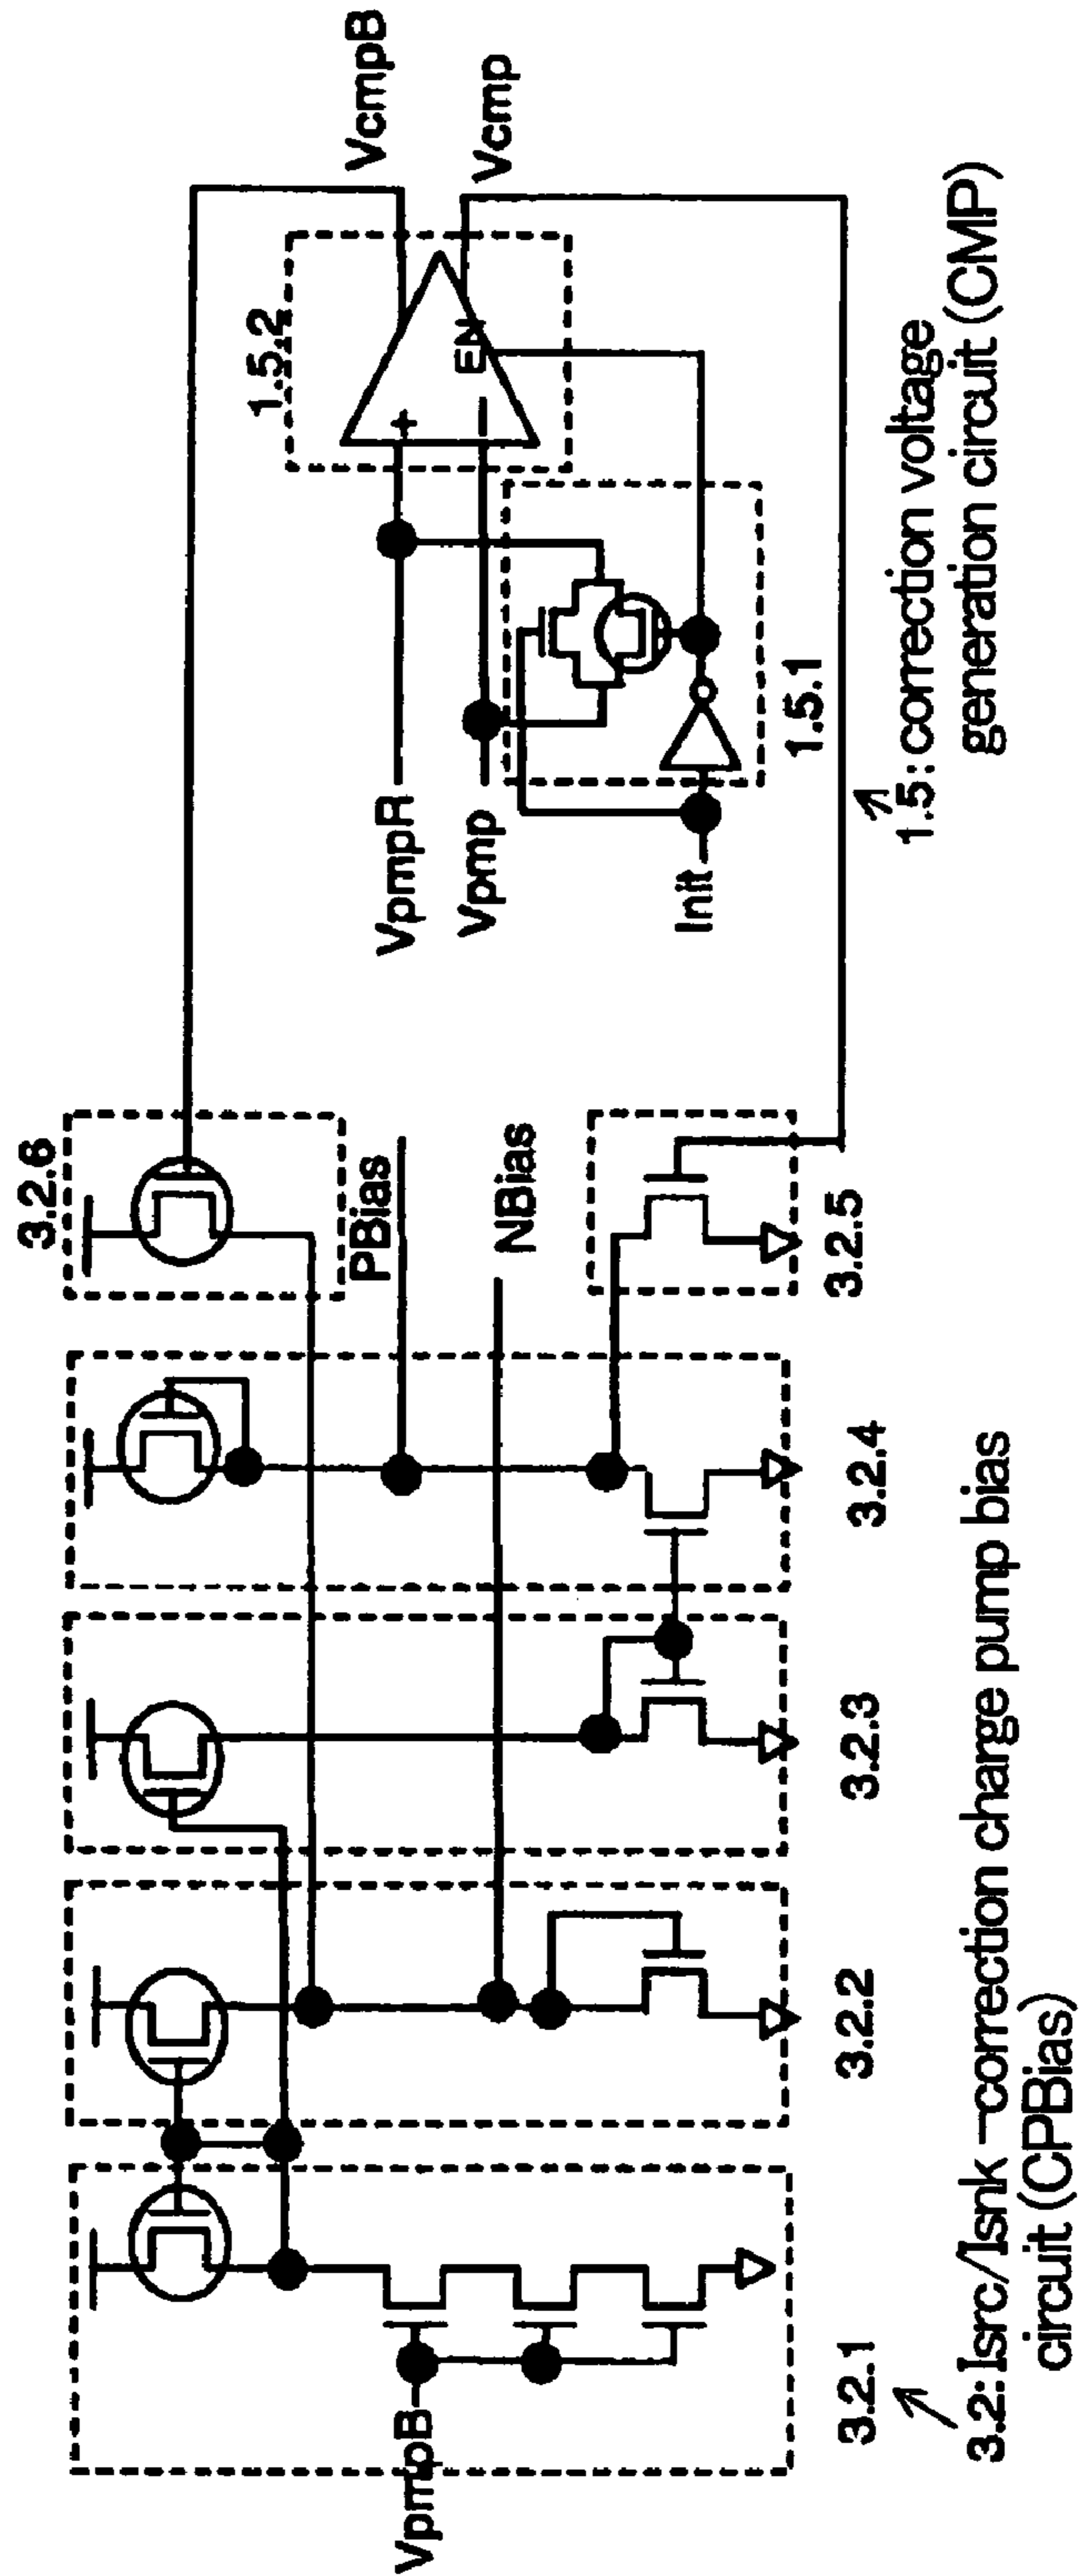 3.2.6
VcmpB
1.5.2
Vcmp
+
EN
−
PBias
VpmpR
Vpmp
NBias
Init
1.5.1
VpmpB
3.2.1
3.2.2
3.2.3
3.2.4
3.2.5
1.5: correction voltage
generation circuit (CMP)
3.2: Isrc/Isnk -correction charge pump bias
circuit (CPBias)